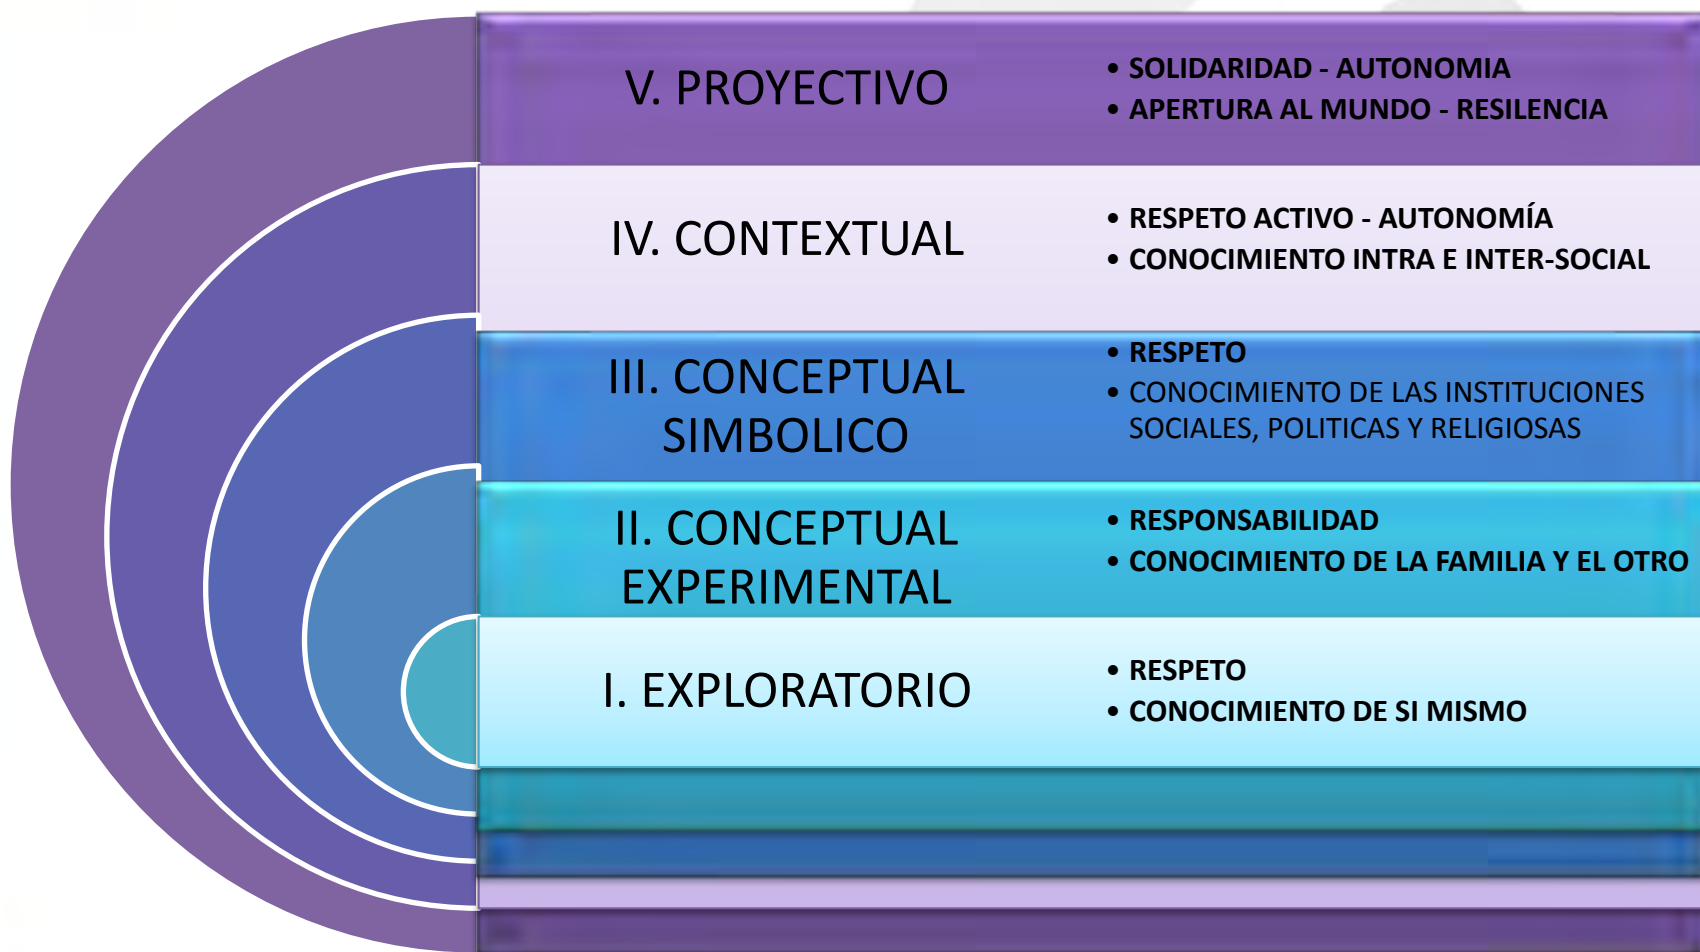 V. PROYECTIVO
• SOLIDARIDAD - AUTONOMIA
• APERTURA AL MUNDO - RESILENCIA
IV. CONTEXTUAL
• RESPETO ACTIVO - AUTONOMÍA
• CONOCIMIENTO INTRA E INTER-SOCIAL
III. CONCEPTUAL
SIMBOLICO
• RESPETO
• CONOCIMIENTO DE LAS INSTITUCIONES
SOCIALES, POLITICAS Y RELIGIOSAS
II. CONCEPTUAL
EXPERIMENTAL
• RESPONSABILIDAD
• CONOCIMIENTO DE LA FAMILIA Y EL OTRO
I. EXPLORATORIO
• RESPETO
• CONOCIMIENTO DE SI MISMO